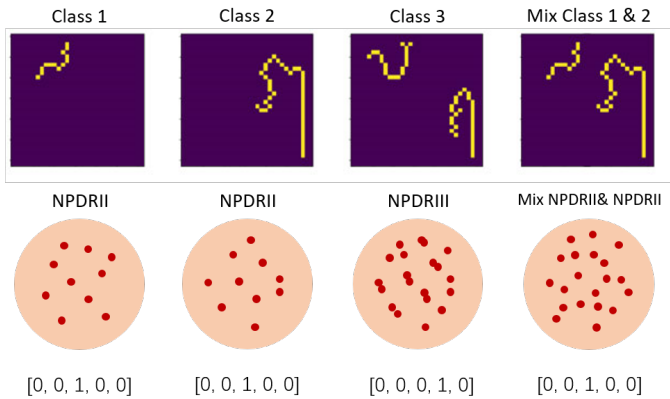 Class 1 Class 2 Class 3 Mix Class 1 & 2
NPDRII NPDRII NPDRIII Mix NPDRII& NPDRII
[0, 0, 1, 0, 0] [0, 0, 1, 0, 0] [0, 0, 0, 1, 0] [0, 0, 1, 0, 0]